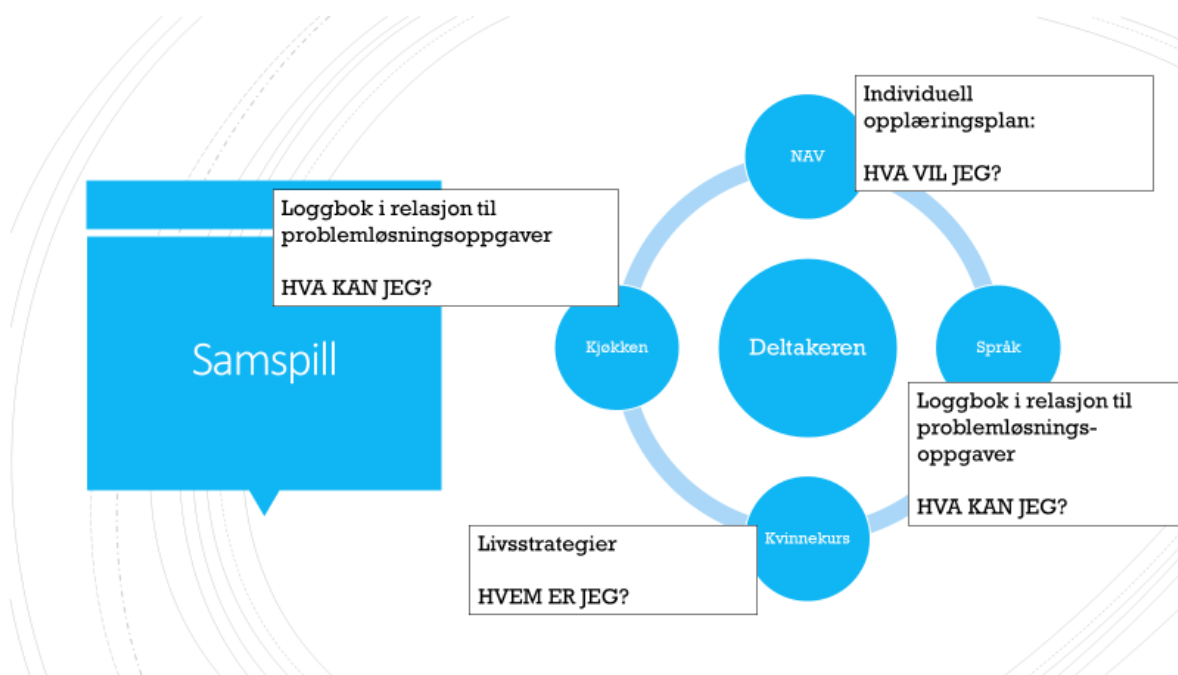 Samspill
Loggbok i relasjon til
problemløsningsoppgaver
HVA KAN JEG?
NAV
Individuell
opplæringsplan:
HVA VIL JEG?
Kjøkken
Deltakeren
Språk
Loggbok i relasjon til
problemløsnings-
oppgaver
HVA KAN JEG?
Kvinnekurs
Livsstrategier
HVEM ER JEG?